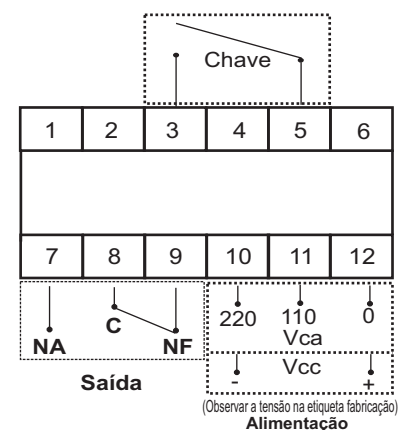 Chave
1 2 3 4 5 6
7 8 9 10 11 12
220 110 0
C
Vca
NA NF
Vcc
- +
Saída
(Observar a tensão na etiqueta fabricação)
Alimentação